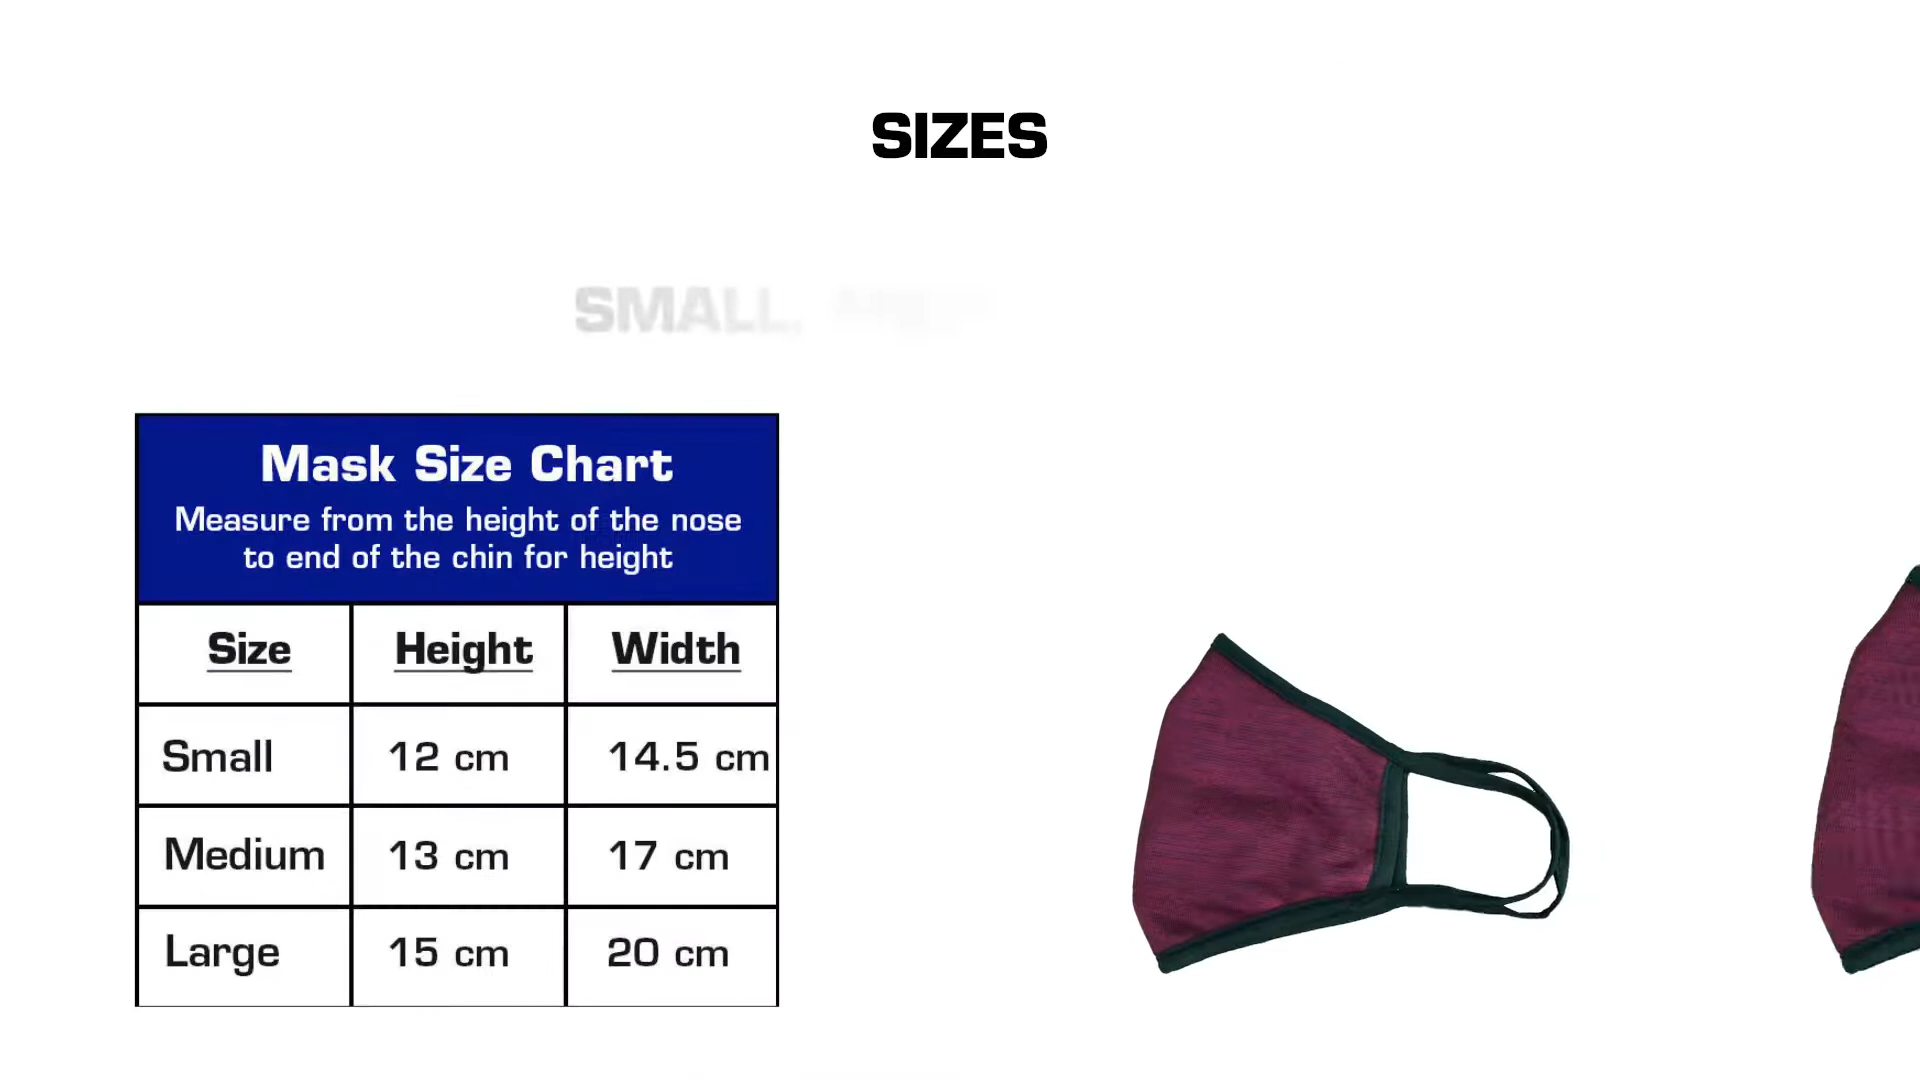 SIZES
SMALL,
Mask Size Chart
Measure from the height of the nose
to end of the chin for height
Size Height Width
Small 12 cm 14.5 cm
Medium 13 cm 17 cm
Large 15 cm 20 cm